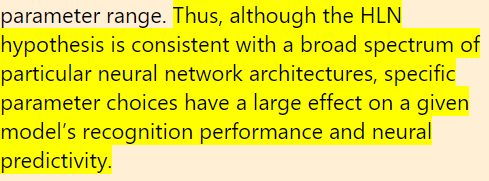 parameter range. Thus, although the HLN
hypothesis is consistent with a broad spectrum of
particular neural network architectures, specific
parameter choices have a large effect on a given
model’s recognition performance and neural
predictivity.